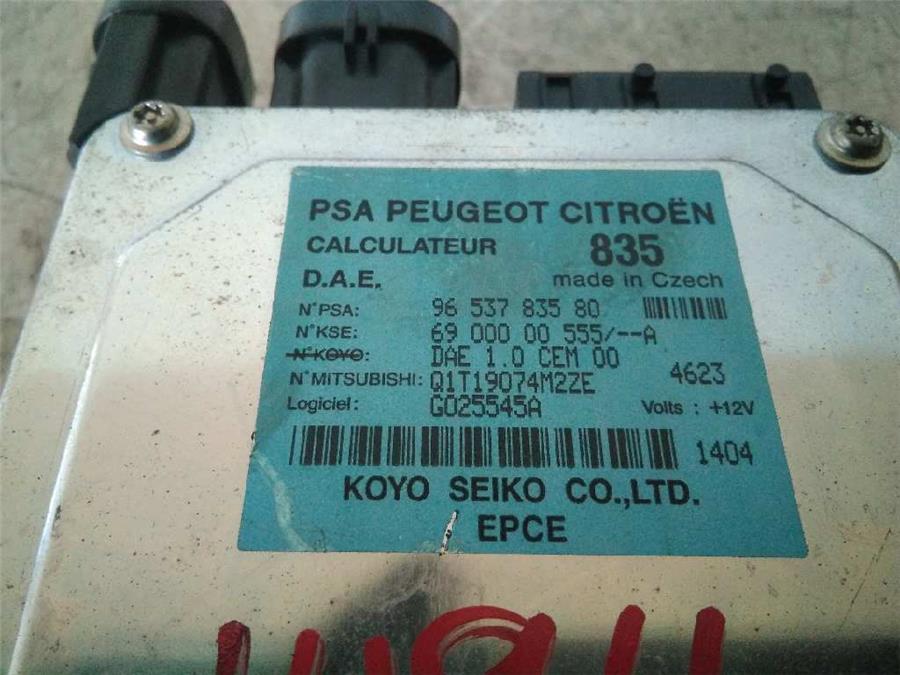 PSA PEUGEOT CITROËN
CALCULATEUR 835
D.A.E. made in Czech
N°PSA: 96 537 835 80
N°KSE: 69 000 00 555/--A
N°KOYO: DAE 1.0 CEM 00
N°MITSUBISHI: Q1T19074M2ZE 4623
Logiciel: G025545A Volts : +12V
1404
KOYO SEIKO CO.,LTD.
EPCE